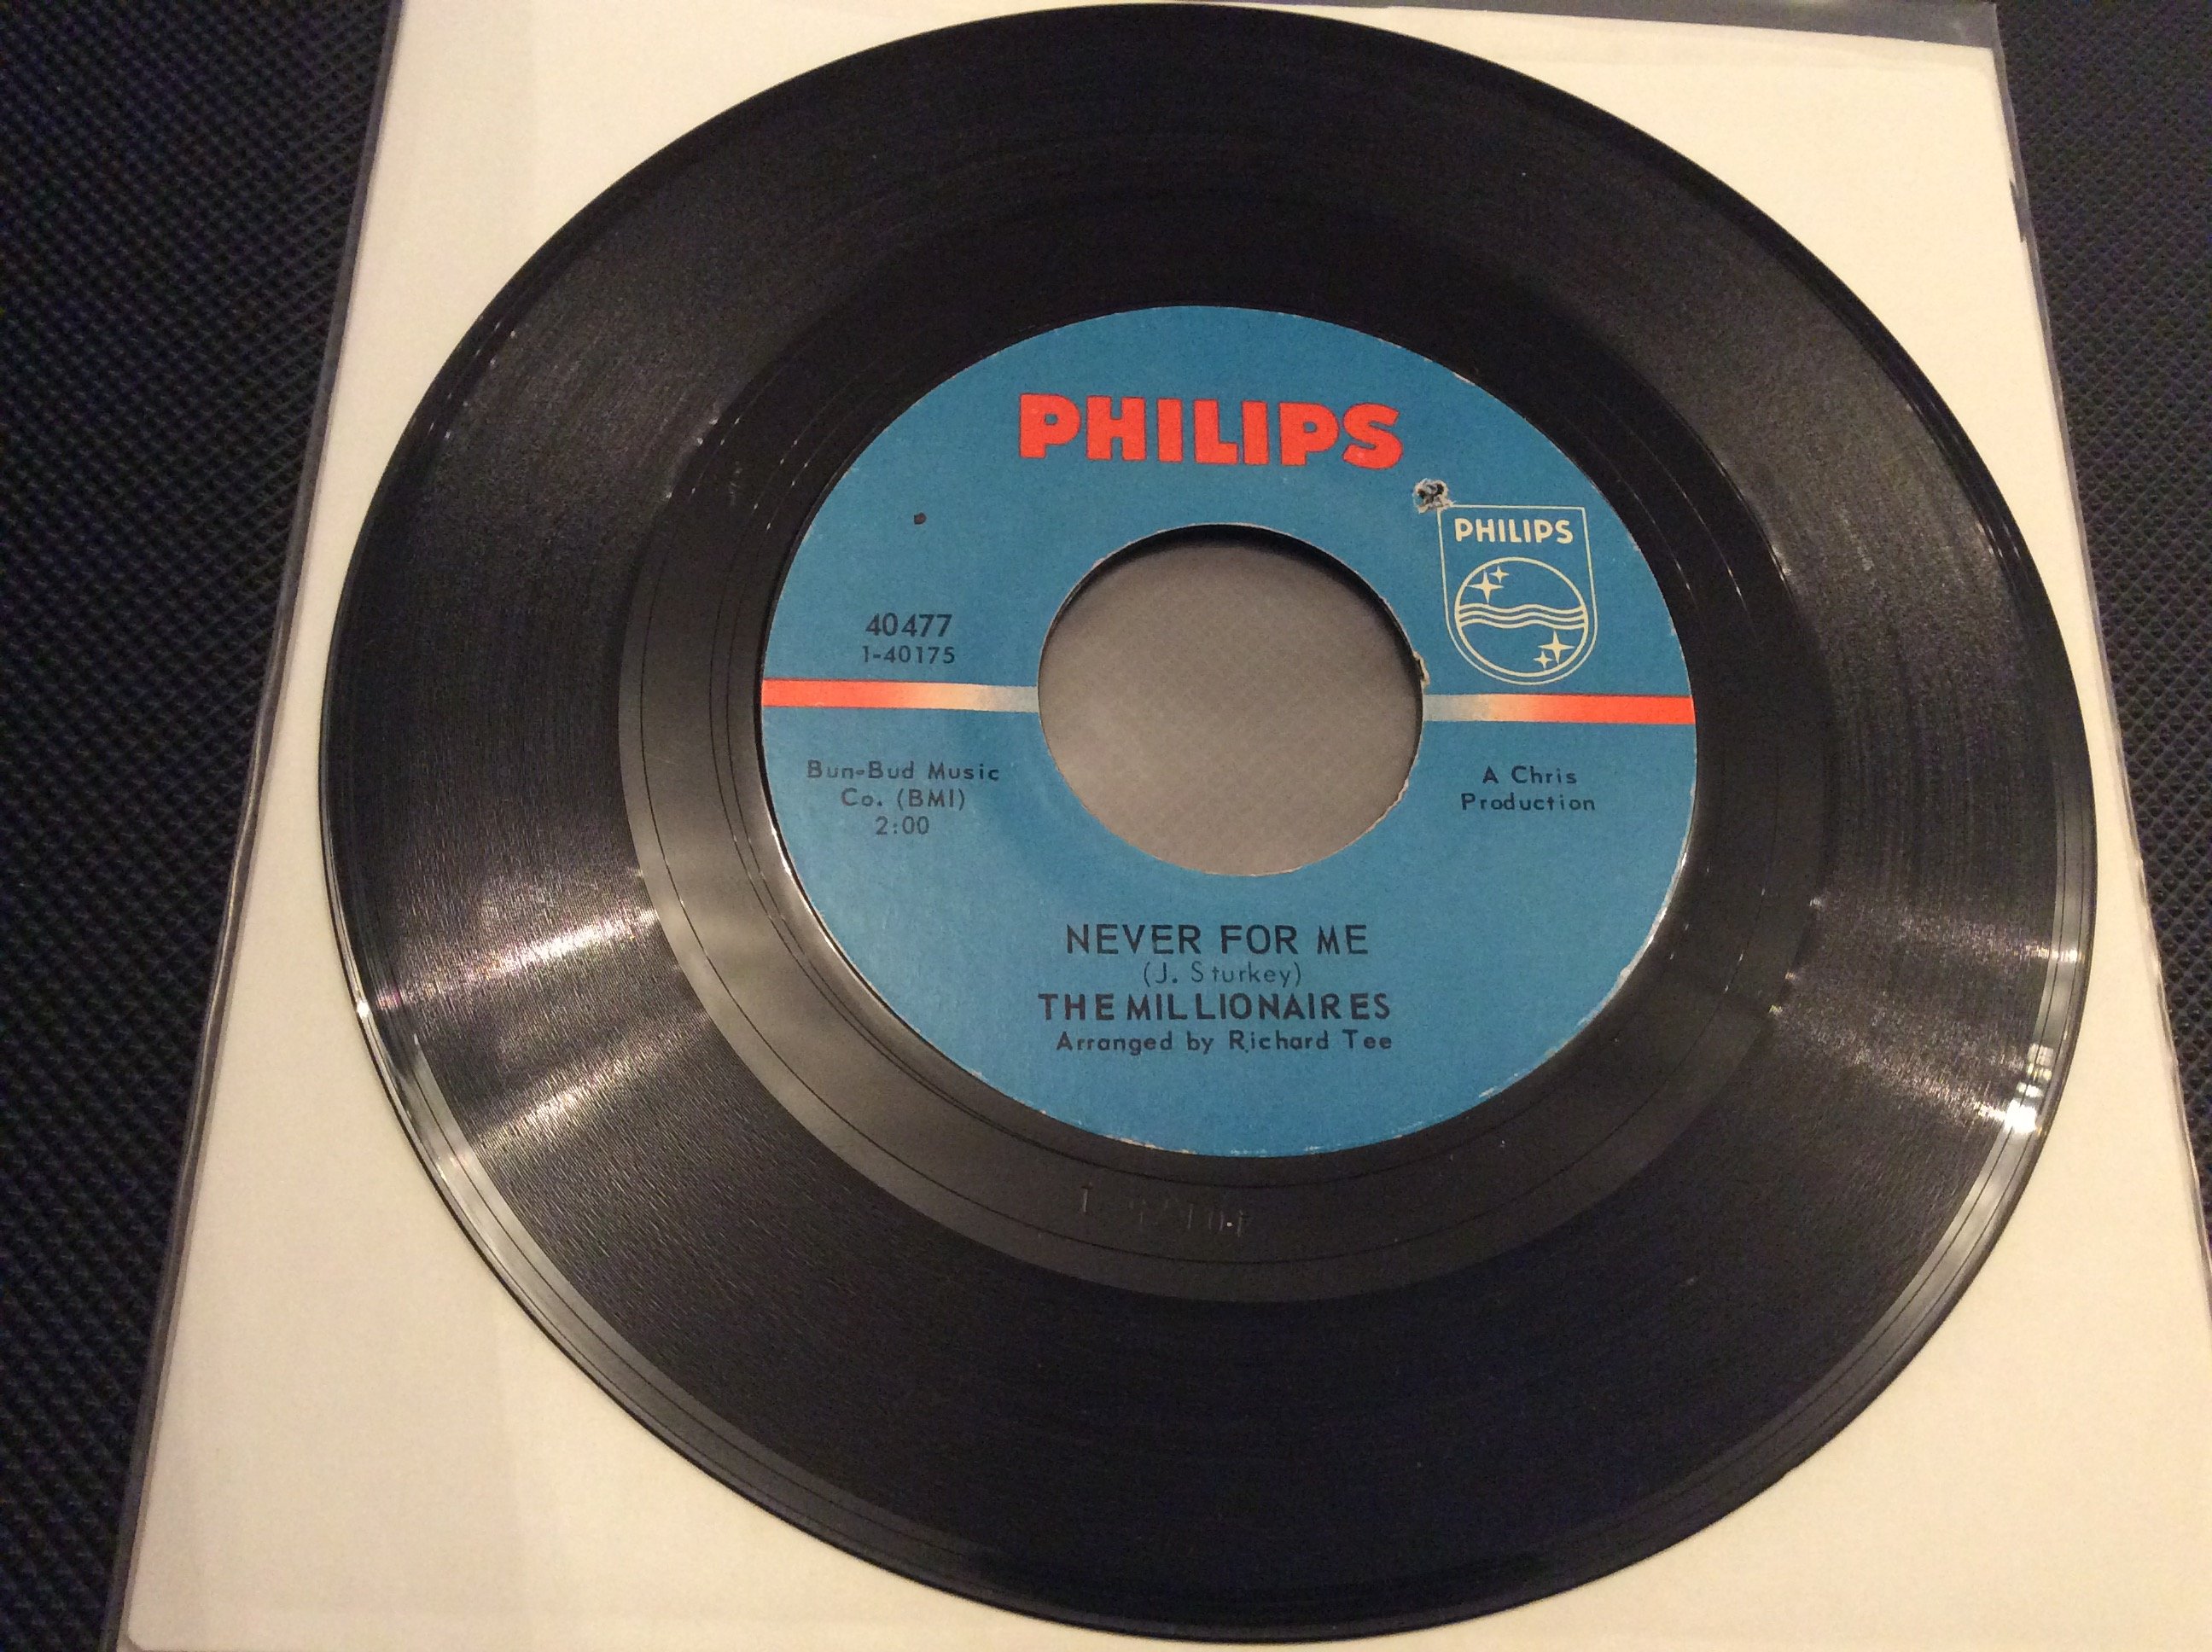 PHILIPS
PHILIPS
40477
1-40175
Bun-Bud Music
Co. (BMI)
2:00
A Chris
Production
NEVER FOR ME
(J. Sturkey)
THE MILLIONAIRES
Arranged by Richard Tee